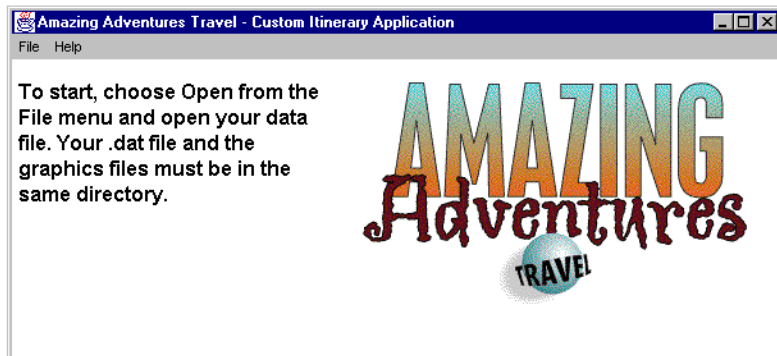 Amazing Adventures Travel - Custom Itinerary Application
File Help
To start, choose Open from the
File menu and open your data
file. Your .dat file and the
graphics files must be in the
same directory.
AMAZING
Adventures
TRAVEL